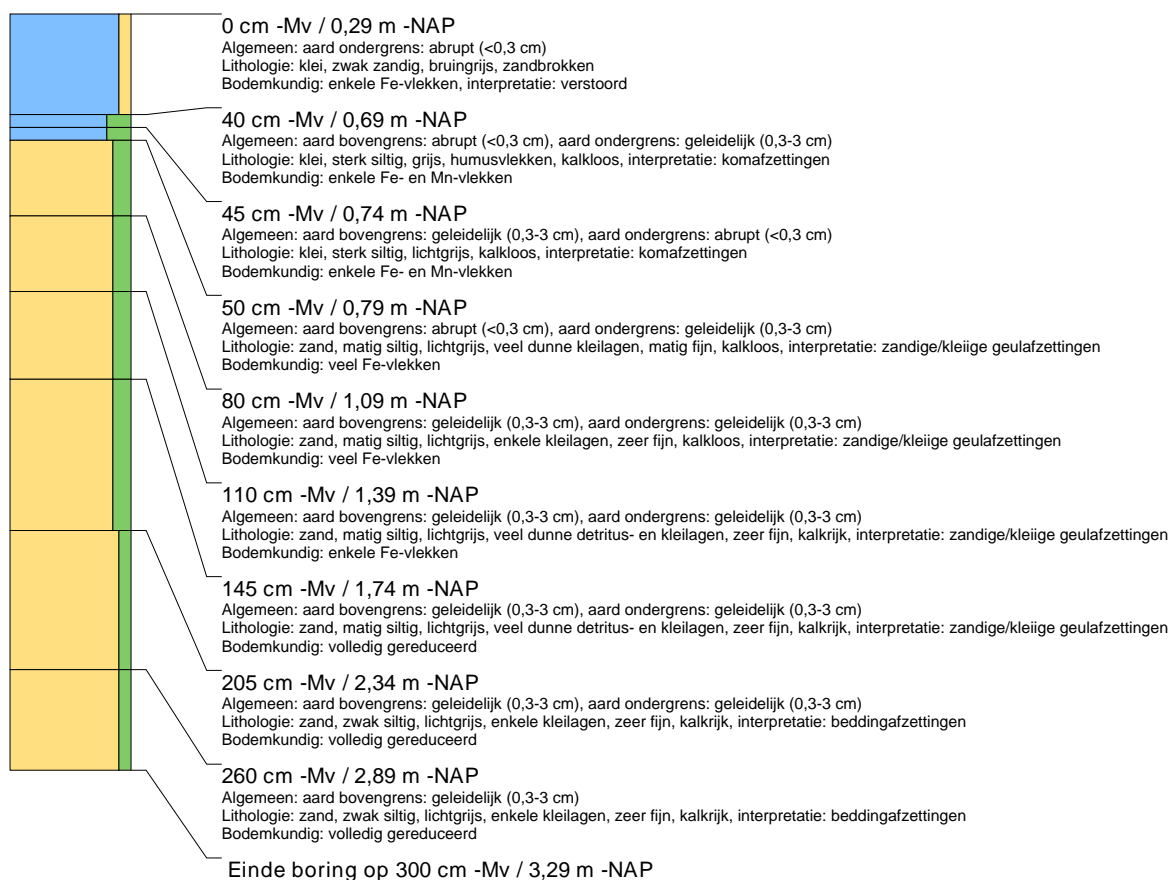 0 cm -Mv / 0,29 m -NAP
Algemeen: aard ondergrens: abrupt (<0,3 cm)
Lithologie: klei, zwak zandig, bruingrijs, zandbrokken
Bodemkundig: enkele Fe-vlekken, interpretatie: verstoord
40 cm -Mv / 0,69 m -NAP
Algemeen: aard bovengrens: abrupt (<0,3 cm), aard ondergrens: geleidelijk (0,3-3 cm)
Lithologie: klei, sterk siltig, grijs, humusvlekken, kalkloos, interpretatie: komafzettingen
Bodemkundig: enkele Fe- en Mn-vlekken
45 cm -Mv / 0,74 m -NAP
Algemeen: aard bovengrens: geleidelijk (0,3-3 cm), aard ondergrens: abrupt (<0,3 cm)
Lithologie: klei, sterk siltig, lichtgrijs, kalkloos, interpretatie: komafzettingen
Bodemkundig: enkele Fe- en Mn-vlekken
50 cm -Mv / 0,79 m -NAP
Algemeen: aard bovengrens: abrupt (<0,3 cm), aard ondergrens: geleidelijk (0,3-3 cm)
Lithologie: zand, matig siltig, lichtgrijs, veel dunne kleilagen, matig fijn, kalkloos, interpretatie: zandige/kleiige geulafzettingen
Bodemkundig: veel Fe-vlekken
80 cm -Mv / 1,09 m -NAP
Algemeen: aard bovengrens: geleidelijk (0,3-3 cm), aard ondergrens: geleidelijk (0,3-3 cm)
Lithologie: zand, matig siltig, lichtgrijs, enkele kleilagen, zeer fijn, kalkloos, interpretatie: zandige/kleiige geulafzettingen
Bodemkundig: veel Fe-vlekken
110 cm -Mv / 1,39 m -NAP
Algemeen: aard bovengrens: geleidelijk (0,3-3 cm), aard ondergrens: geleidelijk (0,3-3 cm)
Lithologie: zand, matig siltig, lichtgrijs, veel dunne detritus- en kleilagen, zeer fijn, kalkrijk, interpretatie: zandige/kleiige geulafzettingen
Bodemkundig: enkele Fe-vlekken
145 cm -Mv / 1,74 m -NAP
Algemeen: aard bovengrens: geleidelijk (0,3-3 cm), aard ondergrens: geleidelijk (0,3-3 cm)
Lithologie: zand, matig siltig, lichtgrijs, veel dunne detritus- en kleilagen, zeer fijn, kalkrijk, interpretatie: zandige/kleiige geulafzettingen
Bodemkundig: volledig gereduceerd
205 cm -Mv / 2,34 m -NAP
Algemeen: aard bovengrens: geleidelijk (0,3-3 cm), aard ondergrens: geleidelijk (0,3-3 cm)
Lithologie: zand, zwak siltig, lichtgrijs, enkele kleilagen, zeer fijn, kalkrijk, interpretatie: beddingafzettingen
Bodemkundig: volledig gereduceerd
260 cm -Mv / 2,89 m -NAP
Algemeen: aard bovengrens: geleidelijk (0,3-3 cm)
Lithologie: zand, zwak siltig, lichtgrijs, enkele kleilagen, zeer fijn, kalkrijk, interpretatie: beddingafzettingen
Bodemkundig: volledig gereduceerd
Einde boring op 300 cm -Mv / 3,29 m -NAP